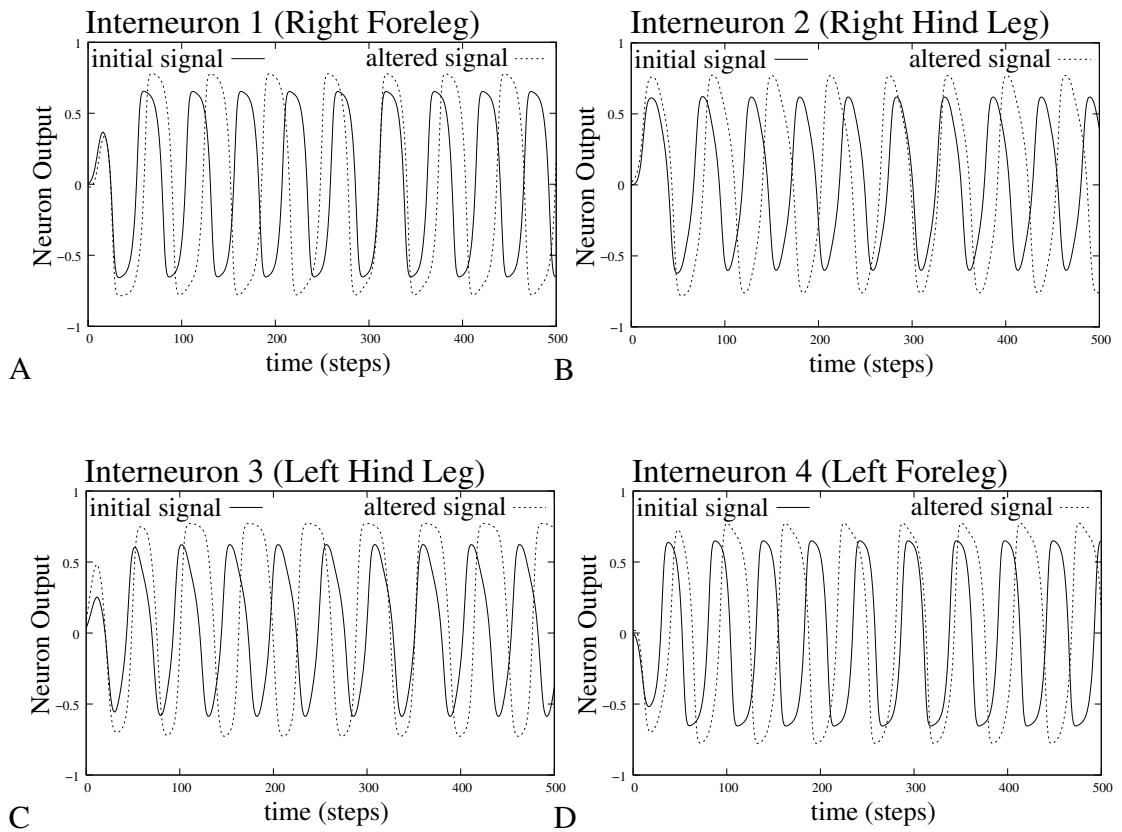 Interneuron 1 (Right Foreleg)
initial signal
altered signal
1
0.5
0
−0.5
−1
Neuron Output
0 100 200 300 400 500
time (steps)
A
Interneuron 2 (Right Hind Leg)
initial signal
altered signal
1
0.5
0
−0.5
−1
Neuron Output
0 100 200 300 400 500
time (steps)
B
Interneuron 3 (Left Hind Leg)
initial signal
altered signal
1
0.5
0
−0.5
−1
Neuron Output
0 100 200 300 400 500
time (steps)
C
Interneuron 4 (Left Foreleg)
initial signal
altered signal
1
0.5
0
−0.5
−1
Neuron Output
0 100 200 300 400 500
time (steps)
D